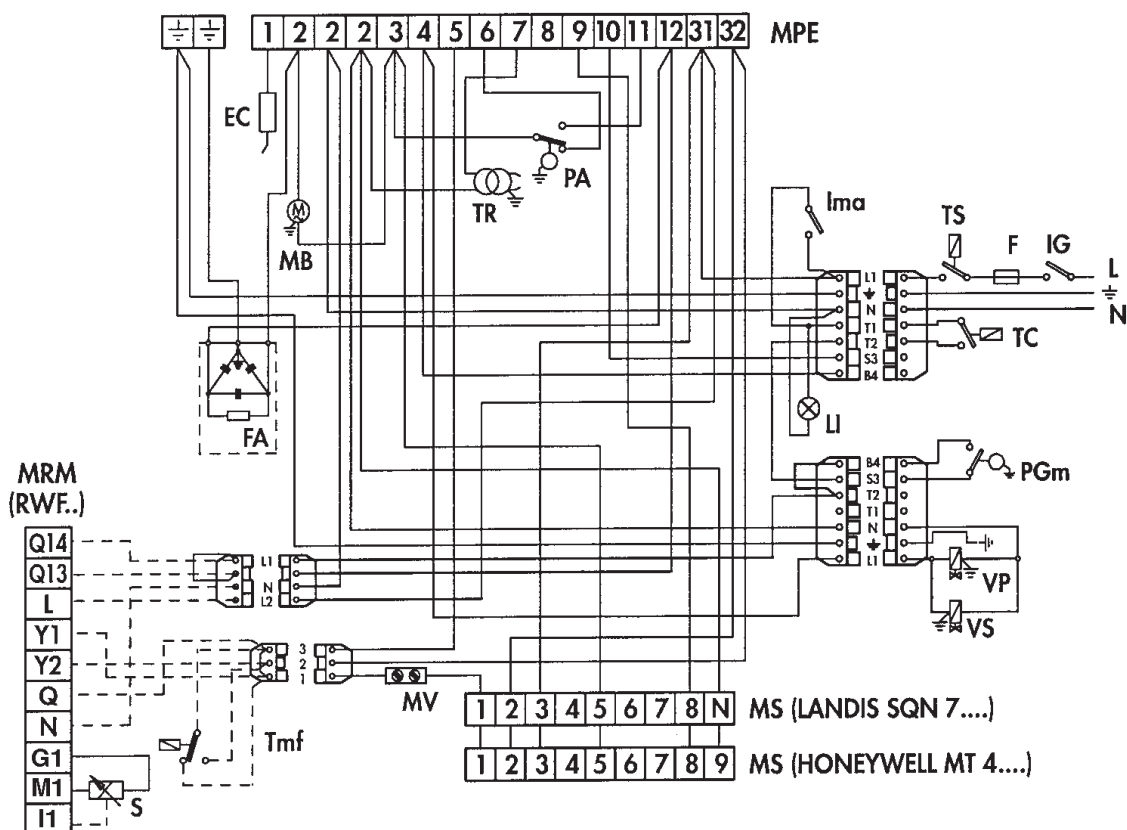 1 2 2 2 3 4 5 6 7 8 9 10 11 12 31 32 MPE
EC
PA
TR
MB
Ima
TS F IG
L
N
TC
L1
N
T1
T2
S3
B4
LI
FA
MRM
(RWF..)
Q14
Q13
L
Y1
Y2
Q
N
G1
M1
I1
S
B4
S3
T2
T1
N
L1
PGm
VP
VS
L1
N
L2
3
2
1
MV
Tmf
1 2 3 4 5 6 7 8 N MS (LANDIS SQN 7....)
1 2 3 4 5 6 7 8 9 MS (HONEYWELL MT 4....)
M